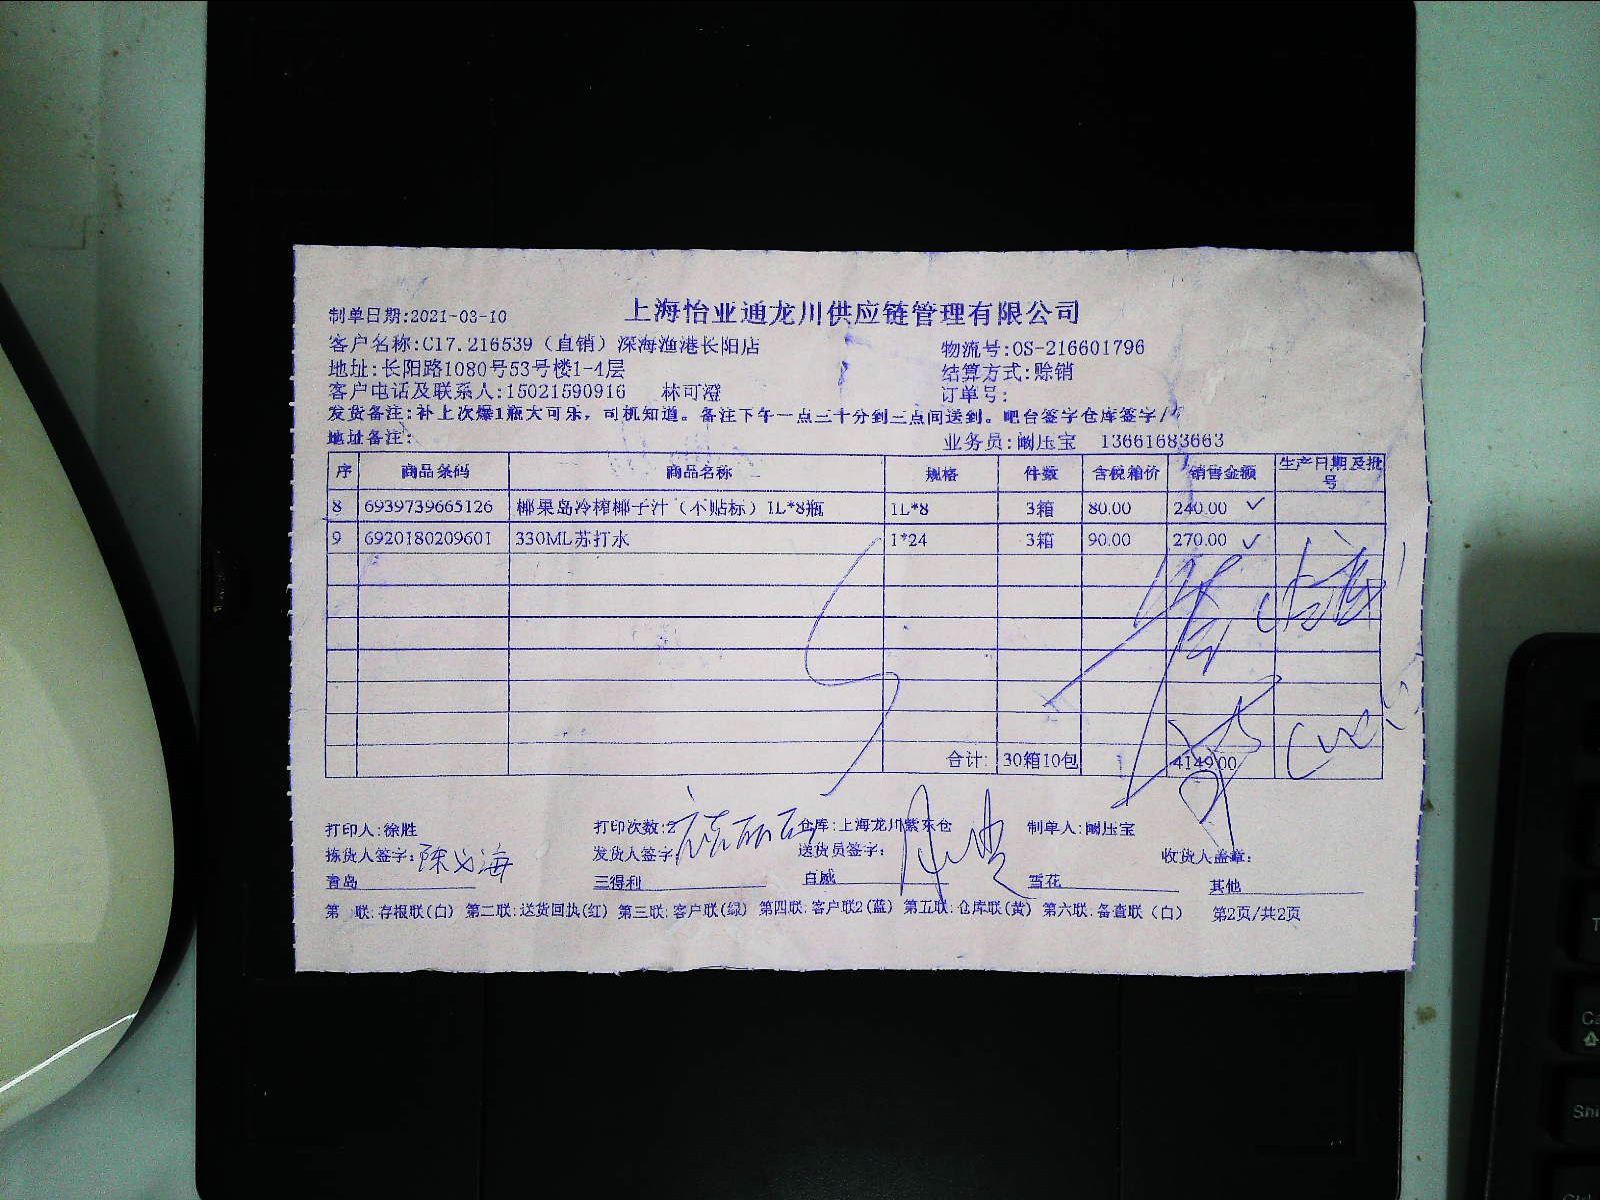 上海怡亚通龙川供应链管理有限公司
制单日期:2021-03-10
客户名称:C17.216539（直销）深海渔港长阳店 物流号:OS-216601796
地址:长阳路1080号53号楼1-4层 结算方式:赊销
客户电话及联系人:15021590916 林可澄 订单号:
发货备注:补上次爆1瓶大可乐，司机知道。备注下午一点三十分到三点间送到。吧台签字仓库签字/
地址备注: 业务员:阚压宝 13661683663
序 商品条码 商品名称 规格 件数 含税箱价 销售金额 生产日期及批号
8 6939739665126 椰果岛冷榨椰子汁（不贴标）1L*8瓶 1L*8 3箱 80.00 240.00 ✓
9 6920180209601 330ML苏打水 1*24 3箱 90.00 270.00 ✓
合计: 30箱10包 4149.00
打印人:徐胜 打印次数:2 仓库:上海龙川紫东仓 制单人:阚压宝
拣货人签字: 发货人签字: 送货员签字: 收货人盖章:
青岛 三得利 百威 雪花 其他
第一联:存根联(白) 第二联:送货回执(红) 第三联:客户联(绿) 第四联:客户联2(蓝) 第五联:仓库联(黄) 第六联:备查联（白） 第2页/共2页